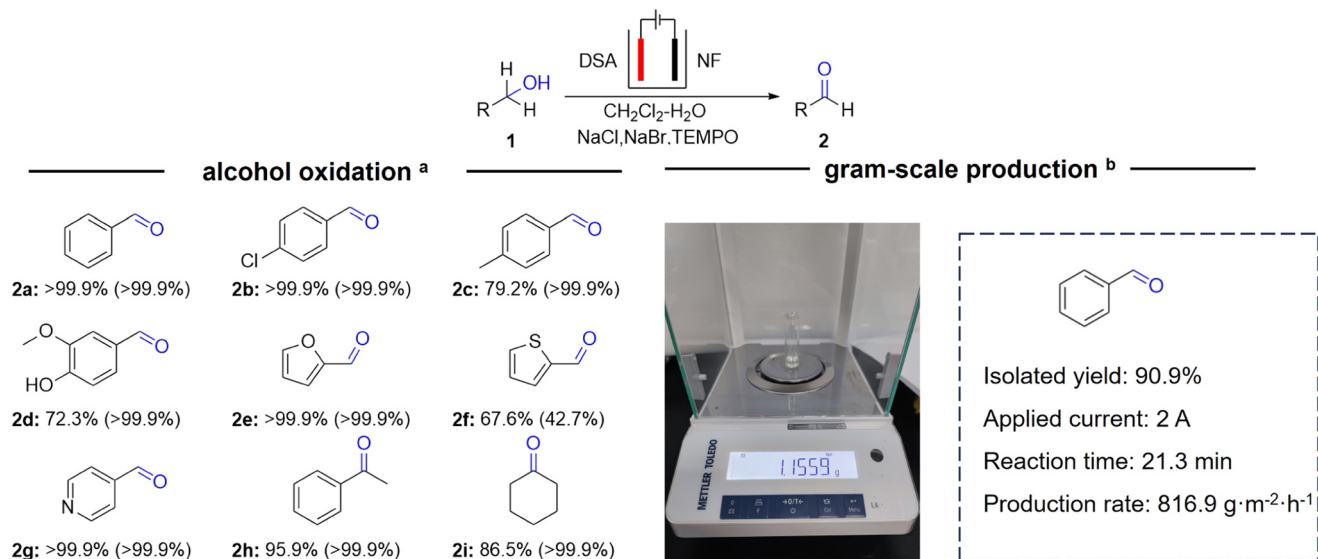 DSA NF
H
OH
R H
1
CH₂Cl₂-H₂O
NaCl,NaBr,TEMPO
O
R H
2
alcohol oxidation ᵃ
gram-scale production ᵇ
O
2a: >99.9% (>99.9%)
O
Cl
2b: >99.9% (>99.9%)
O
2c: 79.2% (>99.9%)
O
O
HO
2d: 72.3% (>99.9%)
O
O
2e: >99.9% (>99.9%)
S
O
2f: 67.6% (42.7%)
O
N
2g: >99.9% (>99.9%)
O
2h: 95.9% (>99.9%)
O
2i: 86.5% (>99.9%)
1.1559 g
METTLER TOLEDO
→0/T←
O
Isolated yield: 90.9%
Applied current: 2 A
Reaction time: 21.3 min
Production rate: 816.9 g·m⁻²·h⁻¹